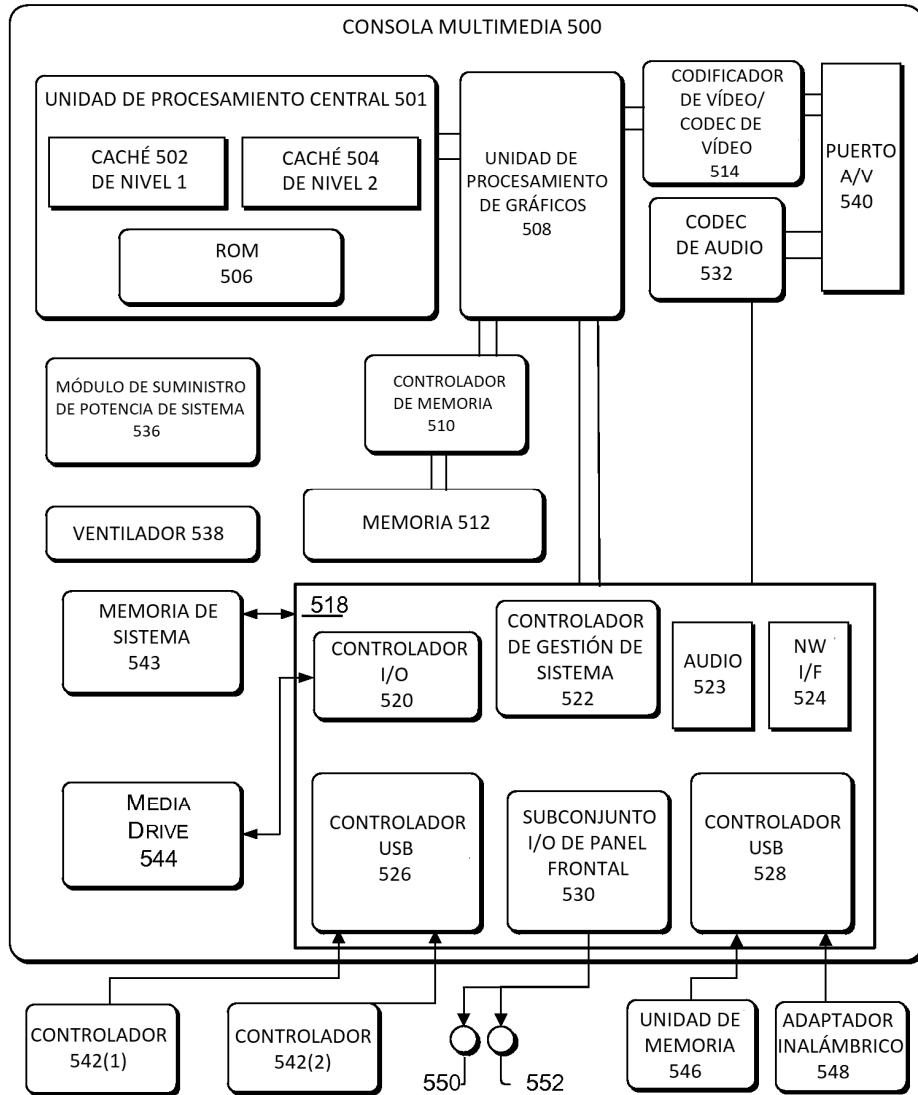 CONSOLA MULTIMEDIA 500
UNIDAD DE PROCESAMIENTO CENTRAL 501
CACHÉ 502
DE NIVEL 1
CACHÉ 504
DE NIVEL 2
ROM
506
UNIDAD DE
PROCESAMIENTO
DE GRÁFICOS
508
CODIFICADOR
DE VÍDEO/
CODEC DE
VÍDEO
514
PUERTO
A/V
540
CODEC
DE AUDIO
532
MÓDULO DE SUMINISTRO
DE POTENCIA DE SISTEMA
536
CONTROLADOR
DE MEMORIA
510
VENTILADOR 538
MEMORIA 512
MEMORIA DE
SISTEMA
543
518
CONTROLADOR
I/O
520
CONTROLADOR
DE GESTIÓN DE
SISTEMA
522
AUDIO
523
NW
I/F
524
MEDIA
DRIVE
544
CONTROLADOR
USB
526
SUBCONJUNTO
I/O DE PANEL
FRONTAL
530
CONTROLADOR
USB
528
CONTROLADOR
542(1)
CONTROLADOR
542(2)
550
552
UNIDAD DE
MEMORIA
546
ADAPTADOR
INALÁMBRICO
548